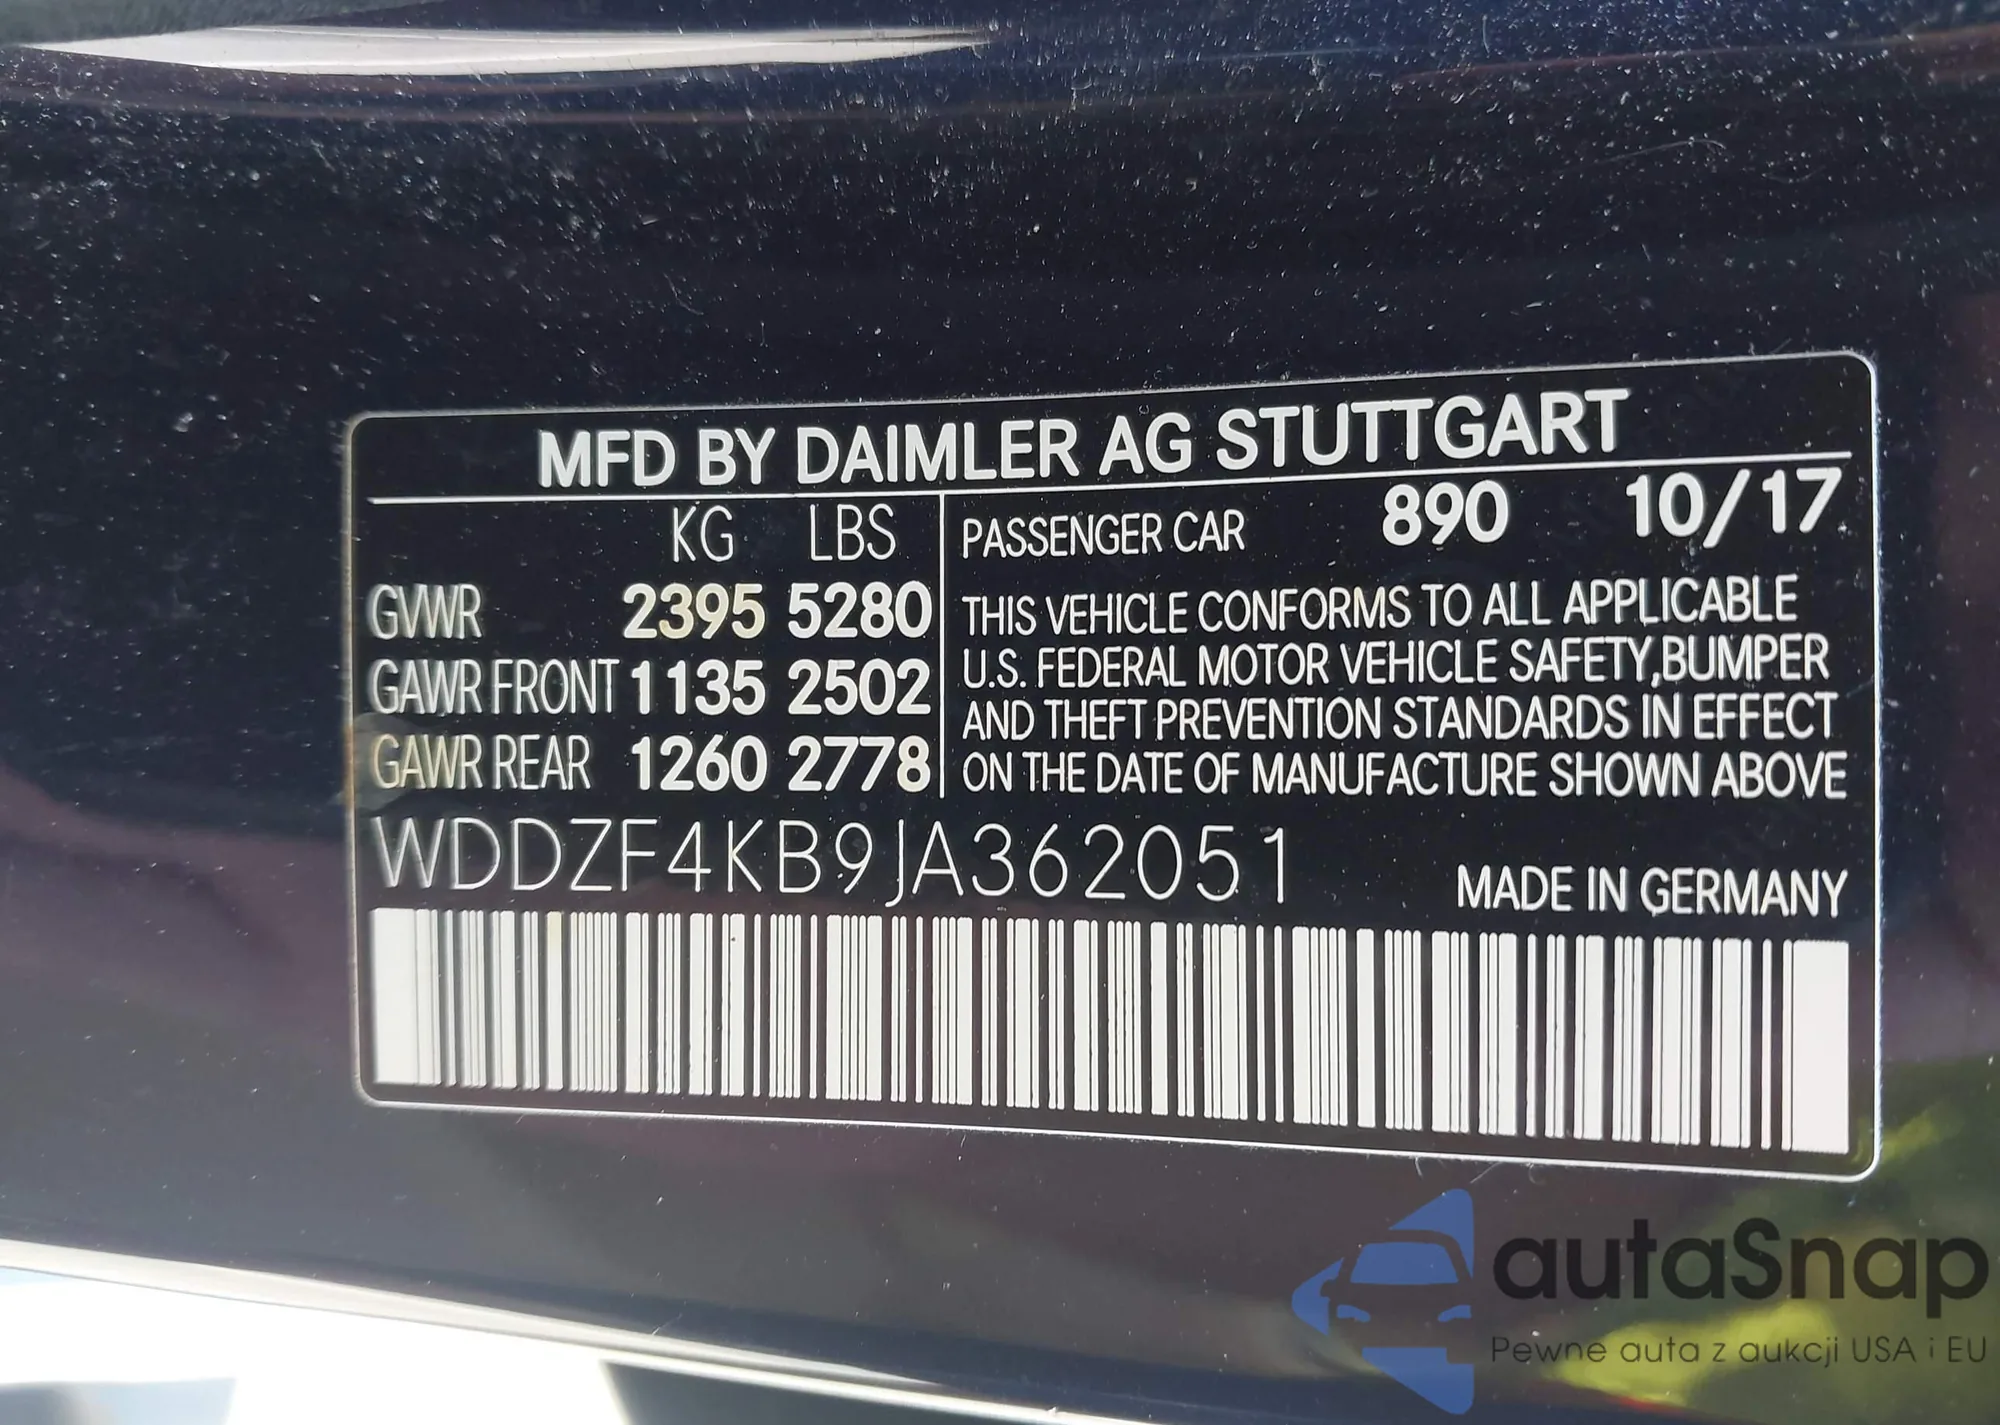 MFD BY DAIMLER AG STUTTGART
KG LBS
GVWR 2395 5280
GAWR FRONT 1135 2502
GAWR REAR 1260 2778
PASSENGER CAR 890 10/17
THIS VEHICLE CONFORMS TO ALL APPLICABLE
U.S. FEDERAL MOTOR VEHICLE SAFETY,BUMPER
AND THEFT PREVENTION STANDARDS IN EFFECT
ON THE DATE OF MANUFACTURE SHOWN ABOVE
WDDZF4KB9JA362051
MADE IN GERMANY
autaSnap
Pewne auta z aukcji USA i EU